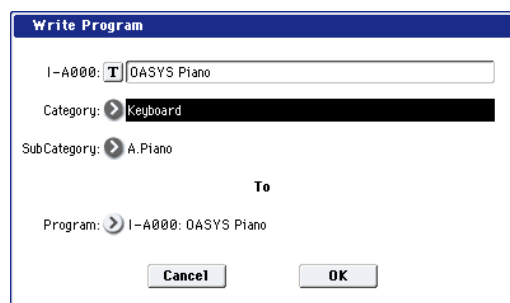 Write Program
I-A000: T OASYS Piano
Category: Keyboard
SubCategory: A.Piano
To
Program: I-A000: OASYS Piano
Cancel OK